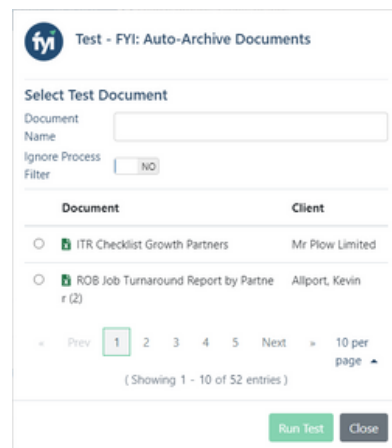 fyi
Test - FYI: Auto-Archive Documents
Select Test Document
Document
Name
Ignore Process
Filter
NO
Document Client
ITR Checklist Growth Partners Mr Plow Limited
ROB Job Turnaround Report by Partne Allport, Kevin
r (2)
« Prev 1 2 3 4 5 Next » 10 per
page
( Showing 1 - 10 of 52 entries )
Run Test Close